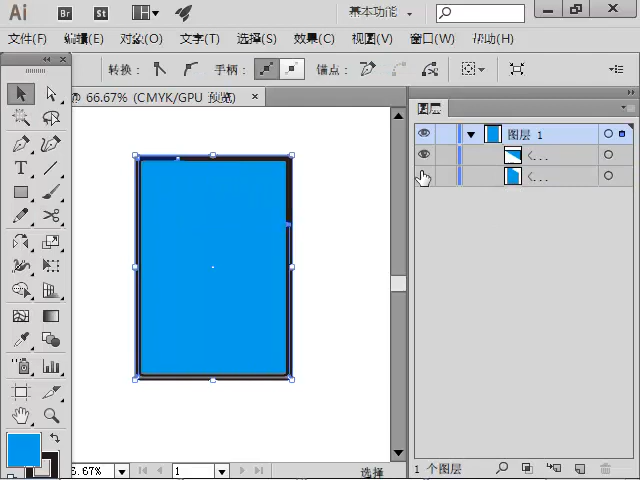 Ai Br St 基本功能
文件(F) 编辑(E) 对象(O) 文字(T) 选择(S) 效果(C) 视图(V) 窗口(W) 帮助(H)
转换： 手柄： 锚点：
@ 66.67% (CMYK/GPU 预览) ×
图层
图层 1
<...
<...
T
6.67% 1 选择
1 个图层